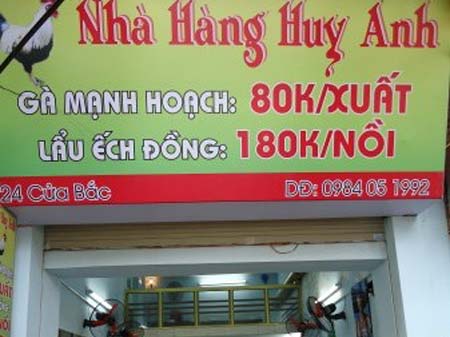 Nhà Hàng Huy Anh
GÀ MẠNH HOẠCH: 80K/XUẤT
LẨU ẾCH ĐỒNG: 180K/NỒI
24 Cửa Bắc
DĐ: 0984 05 1992